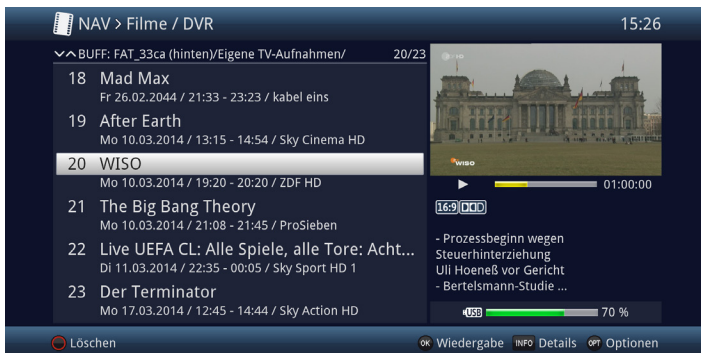 NAV > Filme / DVR 15:26
BUFF: FAT_33ca (hinten)/Eigene TV-Aufnahmen/ 20/23
18 Mad Max
Fr 26.02.2044 / 21:33 - 23:23 / kabel eins
19 After Earth
Mo 10.03.2014 / 13:15 - 14:54 / Sky Cinema HD
20 WISO
Mo 10.03.2014 / 19:20 - 20:20 / ZDF HD
21 The Big Bang Theory
Mo 10.03.2014 / 21:08 - 21:45 / ProSieben
22 Live UEFA CL: Alle Spiele, alle Tore: Acht...
Di 11.03.2014 / 22:35 - 00:05 / Sky Sport HD 1
23 Der Terminator
Mo 17.03.2014 / 12:45 - 14:44 / Sky Action HD
WISO
01:00:00
16:9
- Prozessbeginn wegen
Steuerhinterziehung
Uli Hoeneß vor Gericht
- Bertelsmann-Studie ...
USB 70 %
Löschen OK Wiedergabe INFO Details OPT Optionen